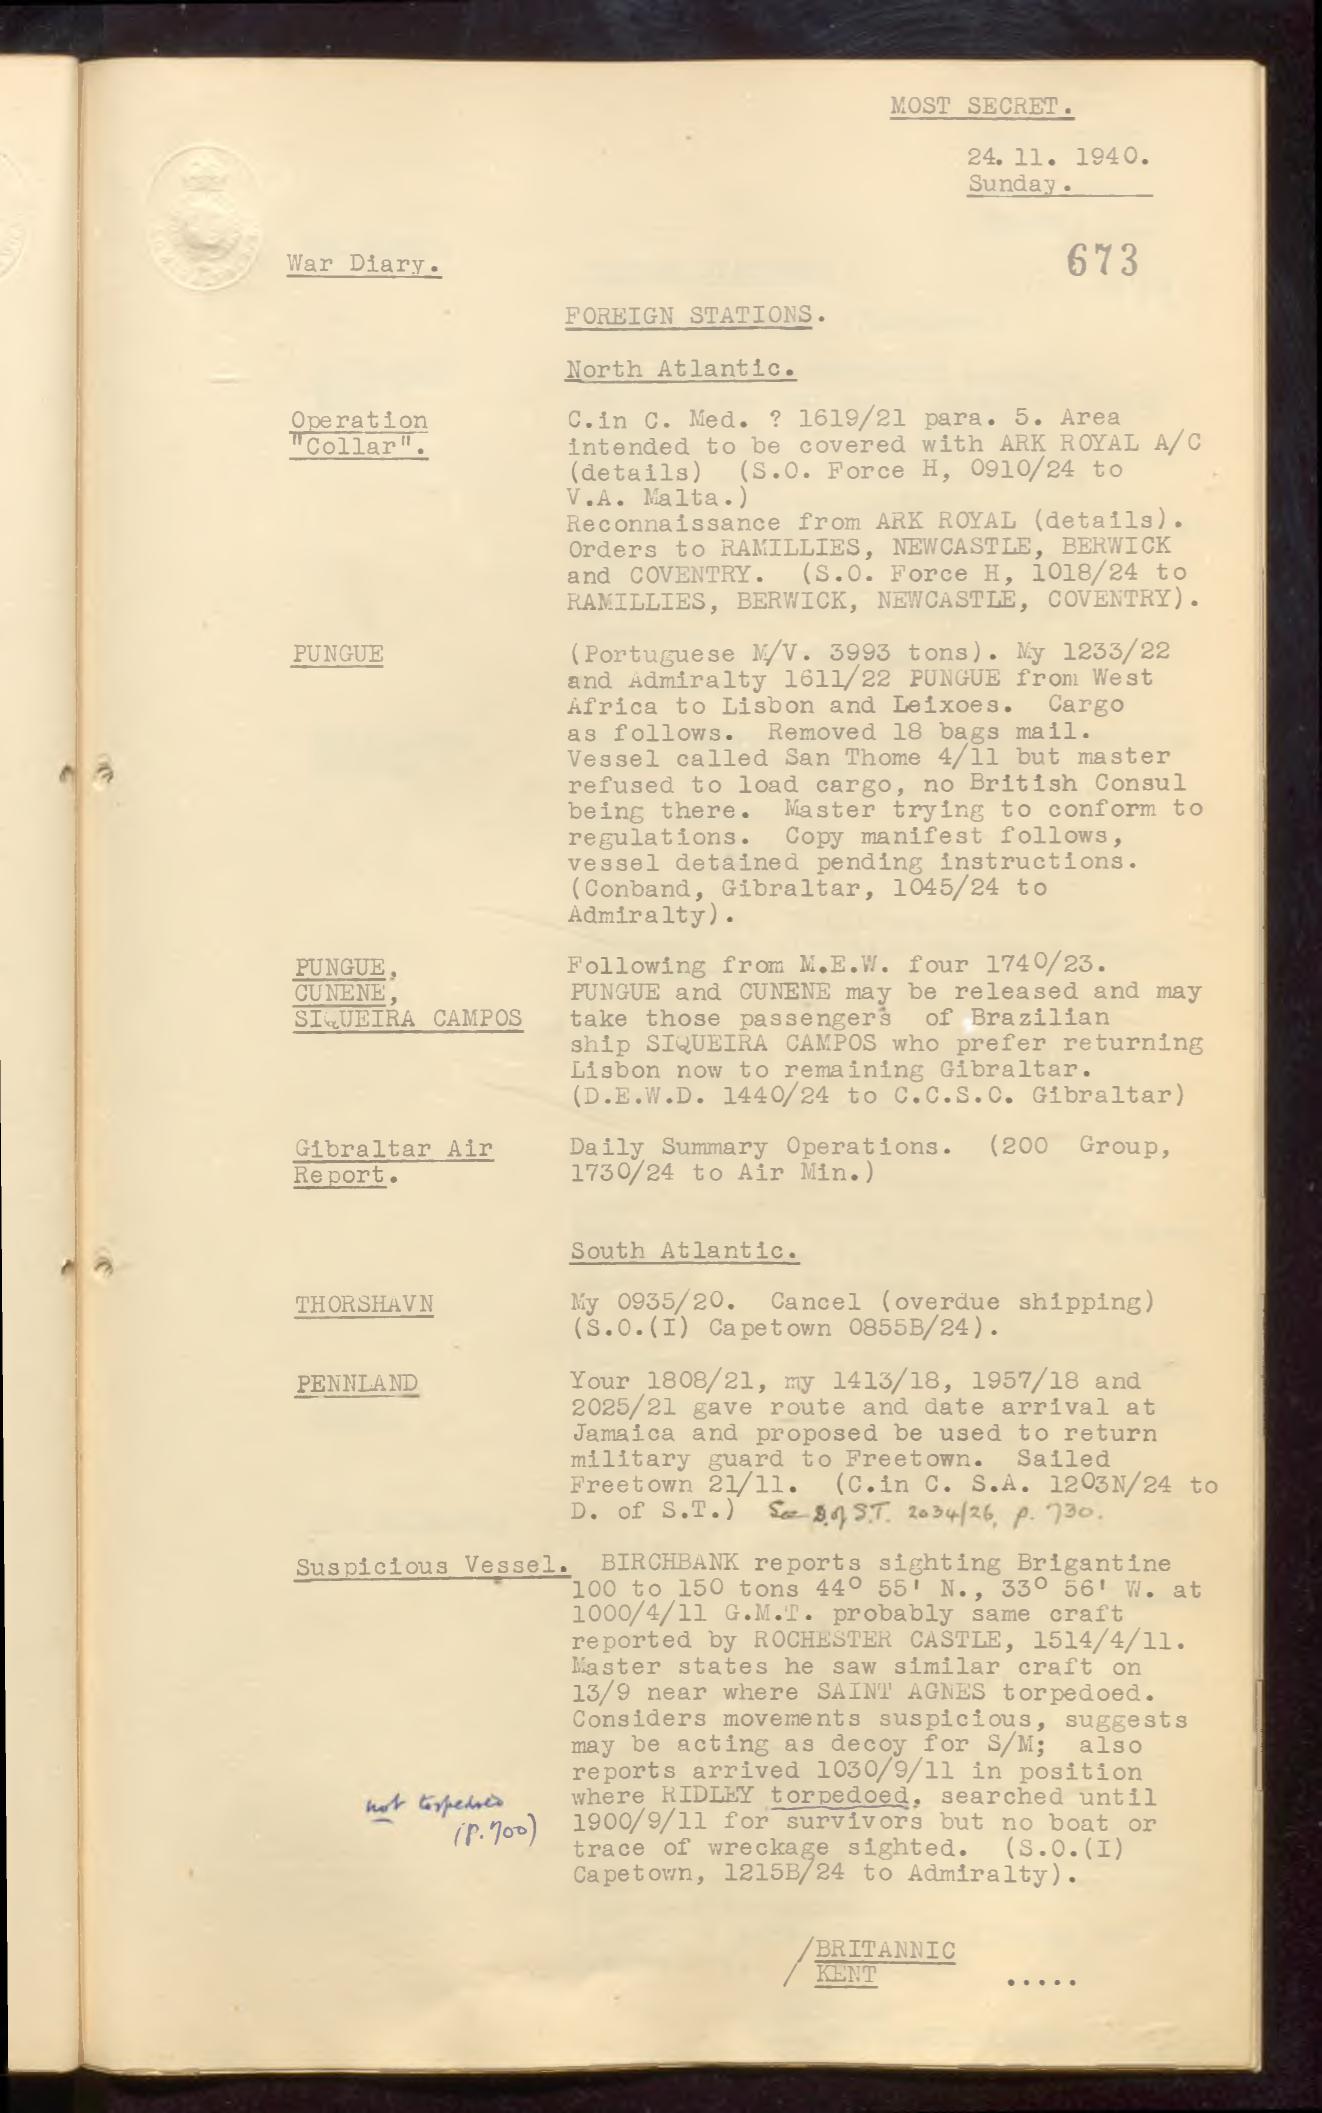 MOST SECRET.
24. 11. 1940.
Sunday.
673
War Diary.
FOREIGN STATIONS.
North Atlantic.
Operation
"Collar".
C.in C. Med. ? 1619/21 para. 5. Area
intended to be covered with ARK ROYAL A/C
(details) (S.O. Force H, 0910/24 to
V.A. Malta.)
Reconnaissance from ARK ROYAL (details).
Orders to RAMILLIES, NEWCASTLE, BERWICK
and COVENTRY. (S.O. Force H, 1018/24 to
RAMILLIES, BERWICK, NEWCASTLE, COVENTRY).
PUNGUE
(Portuguese M/V. 3993 tons). My 1233/22
and Admiralty 1611/22 PUNGUE from West
Africa to Lisbon and Leixoes. Cargo
as follows. Removed 18 bags mail.
Vessel called San Thome 4/11 but master
refused to load cargo, no British Consul
being there. Master trying to conform to
regulations. Copy manifest follows,
vessel detained pending instructions.
(Conband, Gibraltar, 1045/24 to
Admiralty).
PUNGUE,
CUNENE,
SIQUEIRA CAMPOS
Following from M.E.W. four 1740/23.
PUNGUE and CUNENE may be released and may
take those passengers of Brazilian
ship SIQUEIRA CAMPOS who prefer returning
Lisbon now to remaining Gibraltar.
(D.E.W.D. 1440/24 to C.C.S.C. Gibraltar)
Gibraltar Air
Report.
Daily Summary Operations. (200 Group,
1730/24 to Air Min.)
South Atlantic.
THORSHAVN
My 0935/20. Cancel (overdue shipping)
(S.O.(I) Capetown 0855B/24).
PENNLAND
Your 1808/21, my 1413/18, 1957/18 and
2025/21 gave route and date arrival at
Jamaica and proposed be used to return
military guard to Freetown. Sailed
Freetown 21/11. (C.in C. S.A. 1203N/24 to
D. of S.T.) See D. of S.T. 2034/26, p. 730.
Suspicious Vessel. BIRCHBANK reports sighting Brigantine
100 to 150 tons 44° 55' N., 33° 56' W. at
1000/4/11 G.M.T. probably same craft
reported by ROCHESTER CASTLE, 1514/4/11.
Master states he saw similar craft on
13/9 near where SAINT AGNES torpedoed.
Considers movements suspicious, suggests
may be acting as decoy for S/M; also
reports arrived 1030/9/11 in position
where RIDLEY torpedoed, searched until
1900/9/11 for survivors but no boat or
trace of wreckage sighted. (S.O.(I)
Capetown, 1215B/24 to Admiralty).
not torpedoed
(p. 700)
/BRITANNIC
/ KENT .....